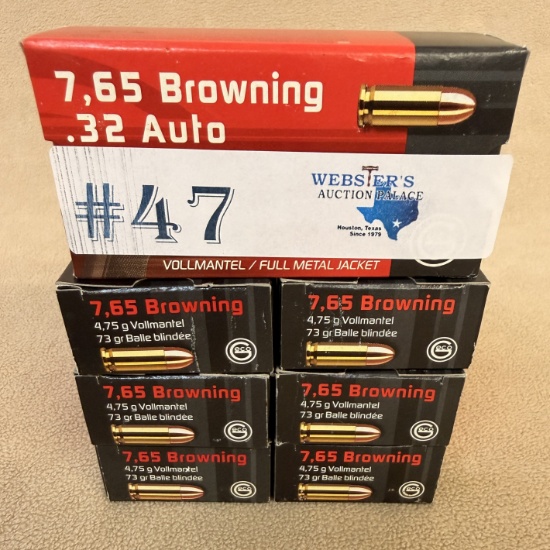 7,65 Browning
.32 Auto
#47
WEBSTER'S
AUCTION PALACE
Houston, Texas
Since 1979
VOLLMANTEL / FULL METAL JACKET
7,65 Browning
4,75 g Vollmantel
73 gr Balle blindée
geco
7,65 Browning
4,75 g Vollmantel
73 gr Balle blindée
geco
7,65 Browning
4,75 g Vollmantel
73 gr Balle blindée
7,65 Browning
4,75 g Vollmantel
73 gr Balle blindée
7,65 Browning
4,75 g Vollmantel
73 gr Balle blindée
7,65 Browning
4,75 g Vollmantel
73 gr Balle blindée